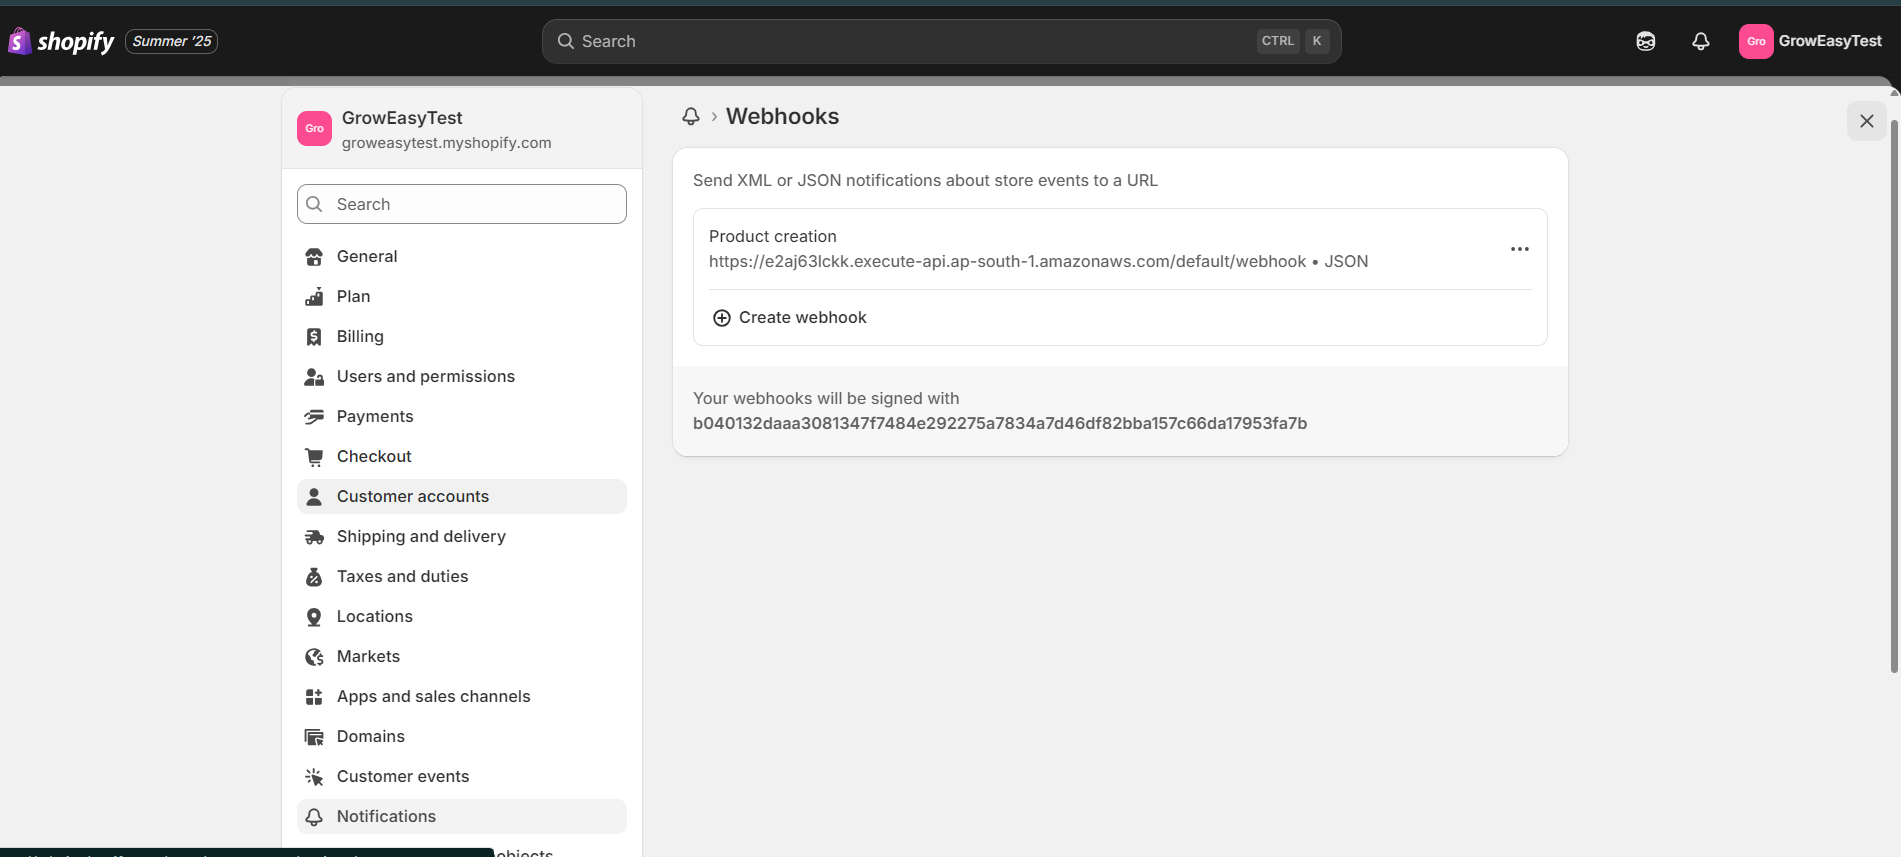 shopify Summer '25
Search CTRL K
Gro GrowEasyTest
Gro GrowEasyTest
groweasytest.myshopify.com
Search
General
Plan
Billing
Users and permissions
Payments
Checkout
Customer accounts
Shipping and delivery
Taxes and duties
Locations
Markets
Apps and sales channels
Domains
Customer events
Notifications
objects
› Webhooks
Send XML or JSON notifications about store events to a URL
Product creation
https://e2aj63lckk.execute-api.ap-south-1.amazonaws.com/default/webhook • JSON
Create webhook
Your webhooks will be signed with
b040132daaa3081347f7484e292275a7834a7d46df82bba157c66da17953fa7b